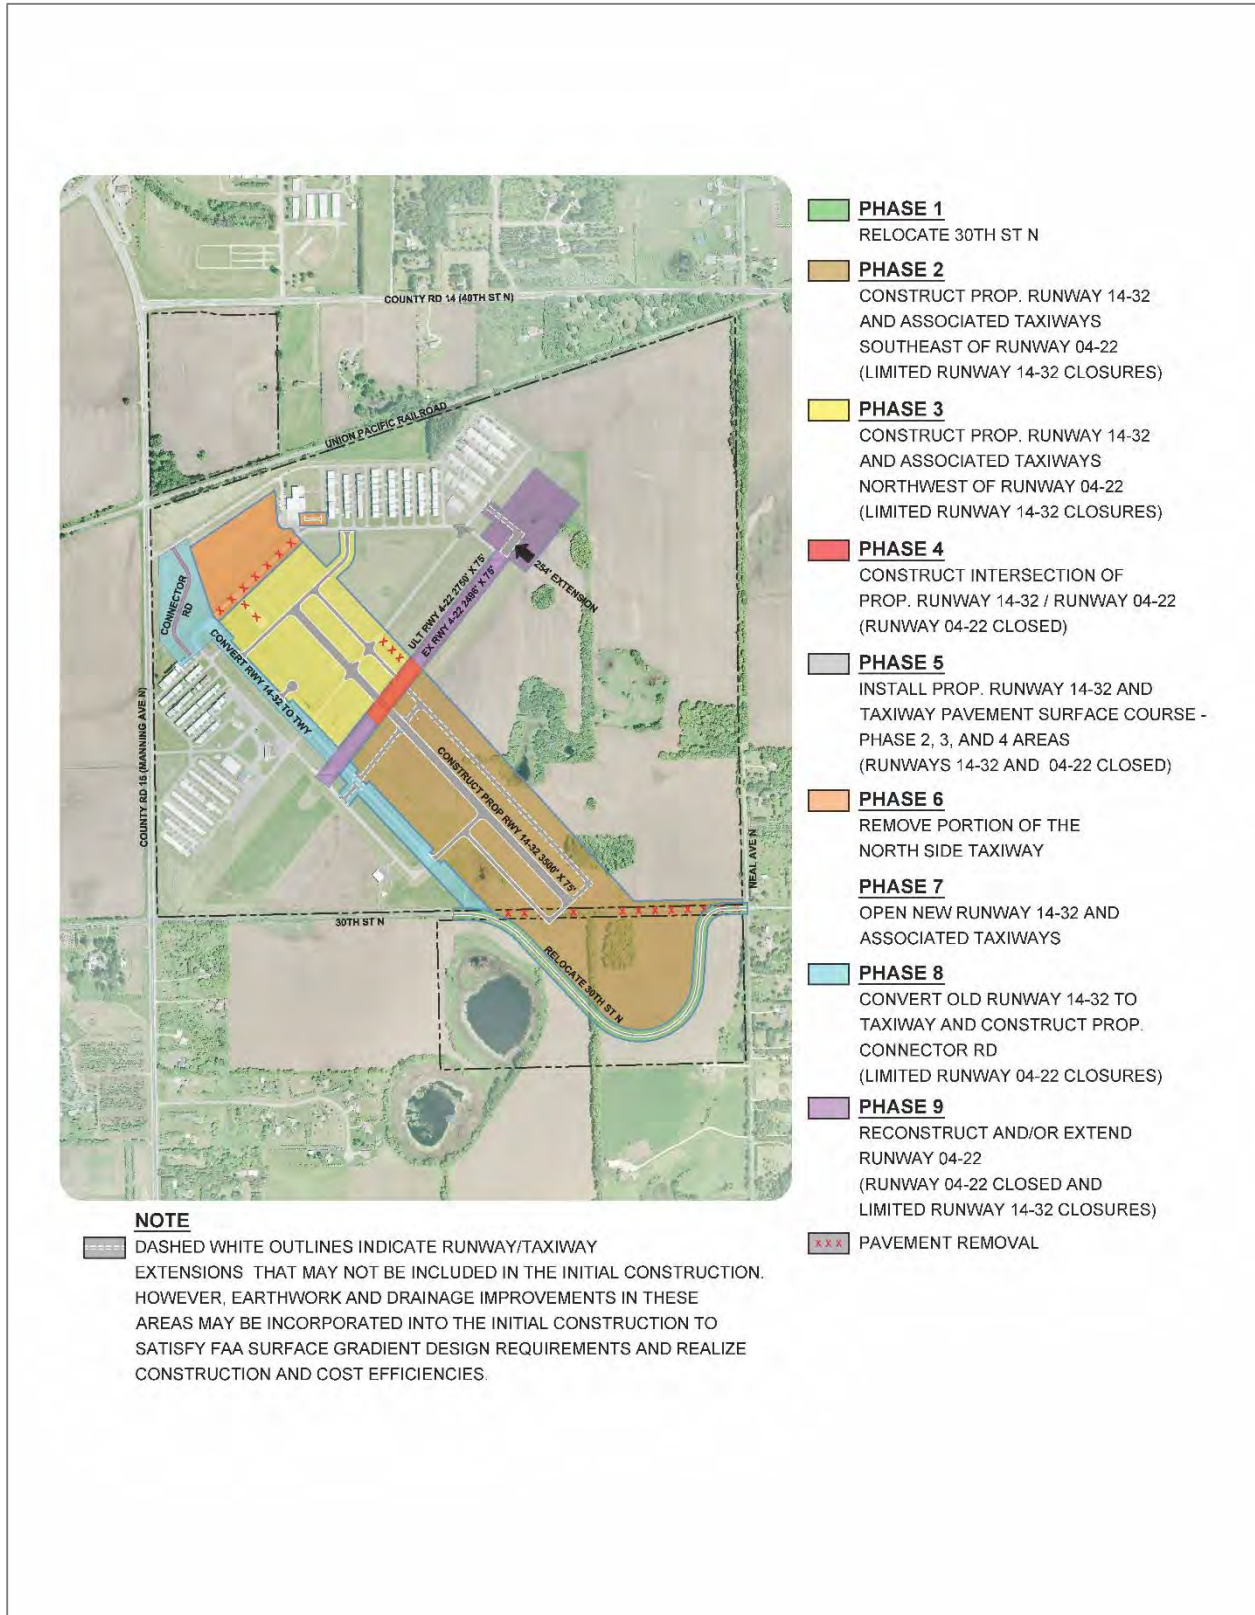 COUNTY RD 14 (40TH ST N)
UNION PACIFIC RAILROAD
ULT RWY 4-22 2750' X 75'
EX RWY 4-22 2496' X 75'
254' EXTENSION
CONNECTOR
RD
CONVERT RWY 14-32 TO TWY
COUNTY RD 15 (MANNING AVE N)
CONSTRUCT PROP RWY 14-32 3500' X 75'
NEAL AVE N
30TH ST N
RELOCATE 30TH ST N
PHASE 1
RELOCATE 30TH ST N
PHASE 2
CONSTRUCT PROP. RUNWAY 14-32
AND ASSOCIATED TAXIWAYS
SOUTHEAST OF RUNWAY 04-22
(LIMITED RUNWAY 14-32 CLOSURES)
PHASE 3
CONSTRUCT PROP. RUNWAY 14-32
AND ASSOCIATED TAXIWAYS
NORTHWEST OF RUNWAY 04-22
(LIMITED RUNWAY 14-32 CLOSURES)
PHASE 4
CONSTRUCT INTERSECTION OF
PROP. RUNWAY 14-32 / RUNWAY 04-22
(RUNWAY 04-22 CLOSED)
PHASE 5
INSTALL PROP. RUNWAY 14-32 AND
TAXIWAY PAVEMENT SURFACE COURSE -
PHASE 2, 3, AND 4 AREAS
(RUNWAYS 14-32 AND 04-22 CLOSED)
PHASE 6
REMOVE PORTION OF THE
NORTH SIDE TAXIWAY
PHASE 7
OPEN NEW RUNWAY 14-32 AND
ASSOCIATED TAXIWAYS
PHASE 8
CONVERT OLD RUNWAY 14-32 TO
TAXIWAY AND CONSTRUCT PROP.
CONNECTOR RD
(LIMITED RUNWAY 04-22 CLOSURES)
PHASE 9
RECONSTRUCT AND/OR EXTEND
RUNWAY 04-22
(RUNWAY 04-22 CLOSED AND
LIMITED RUNWAY 14-32 CLOSURES)
XXX PAVEMENT REMOVAL
NOTE
DASHED WHITE OUTLINES INDICATE RUNWAY/TAXIWAY
EXTENSIONS THAT MAY NOT BE INCLUDED IN THE INITIAL CONSTRUCTION.
HOWEVER, EARTHWORK AND DRAINAGE IMPROVEMENTS IN THESE
AREAS MAY BE INCORPORATED INTO THE INITIAL CONSTRUCTION TO
SATISFY FAA SURFACE GRADIENT DESIGN REQUIREMENTS AND REALIZE
CONSTRUCTION AND COST EFFICIENCIES.